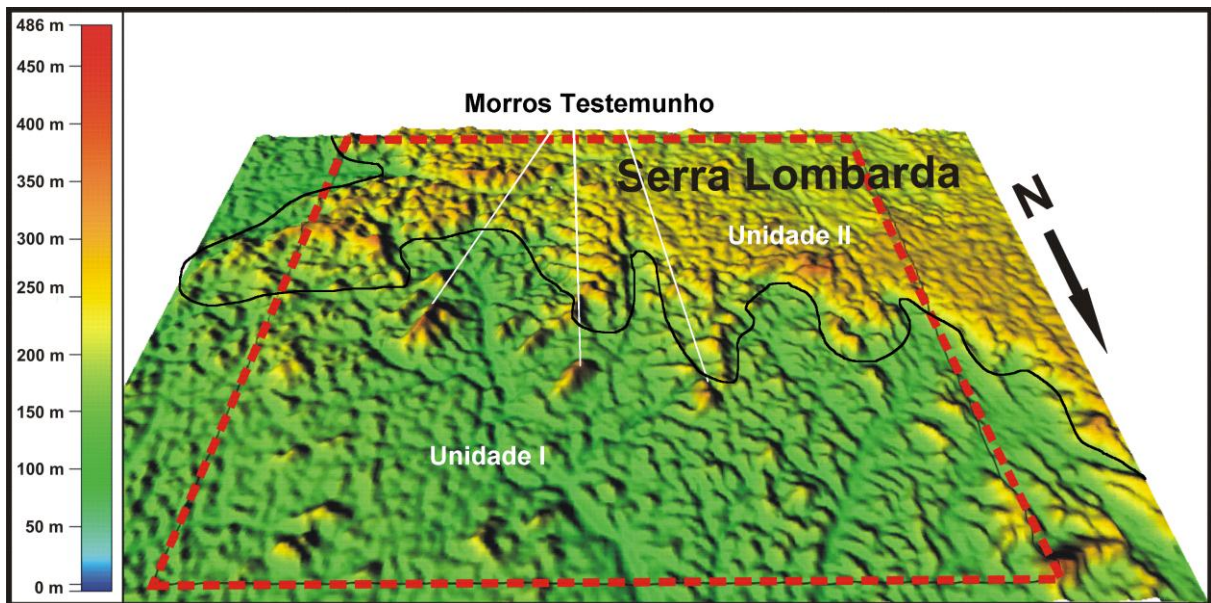 486 m
450 m
400 m
350 m
300 m
250 m
200 m
150 m
100 m
50 m
0 m
Morros Testemunho
Serra Lombarda
N
Unidade II
Unidade I